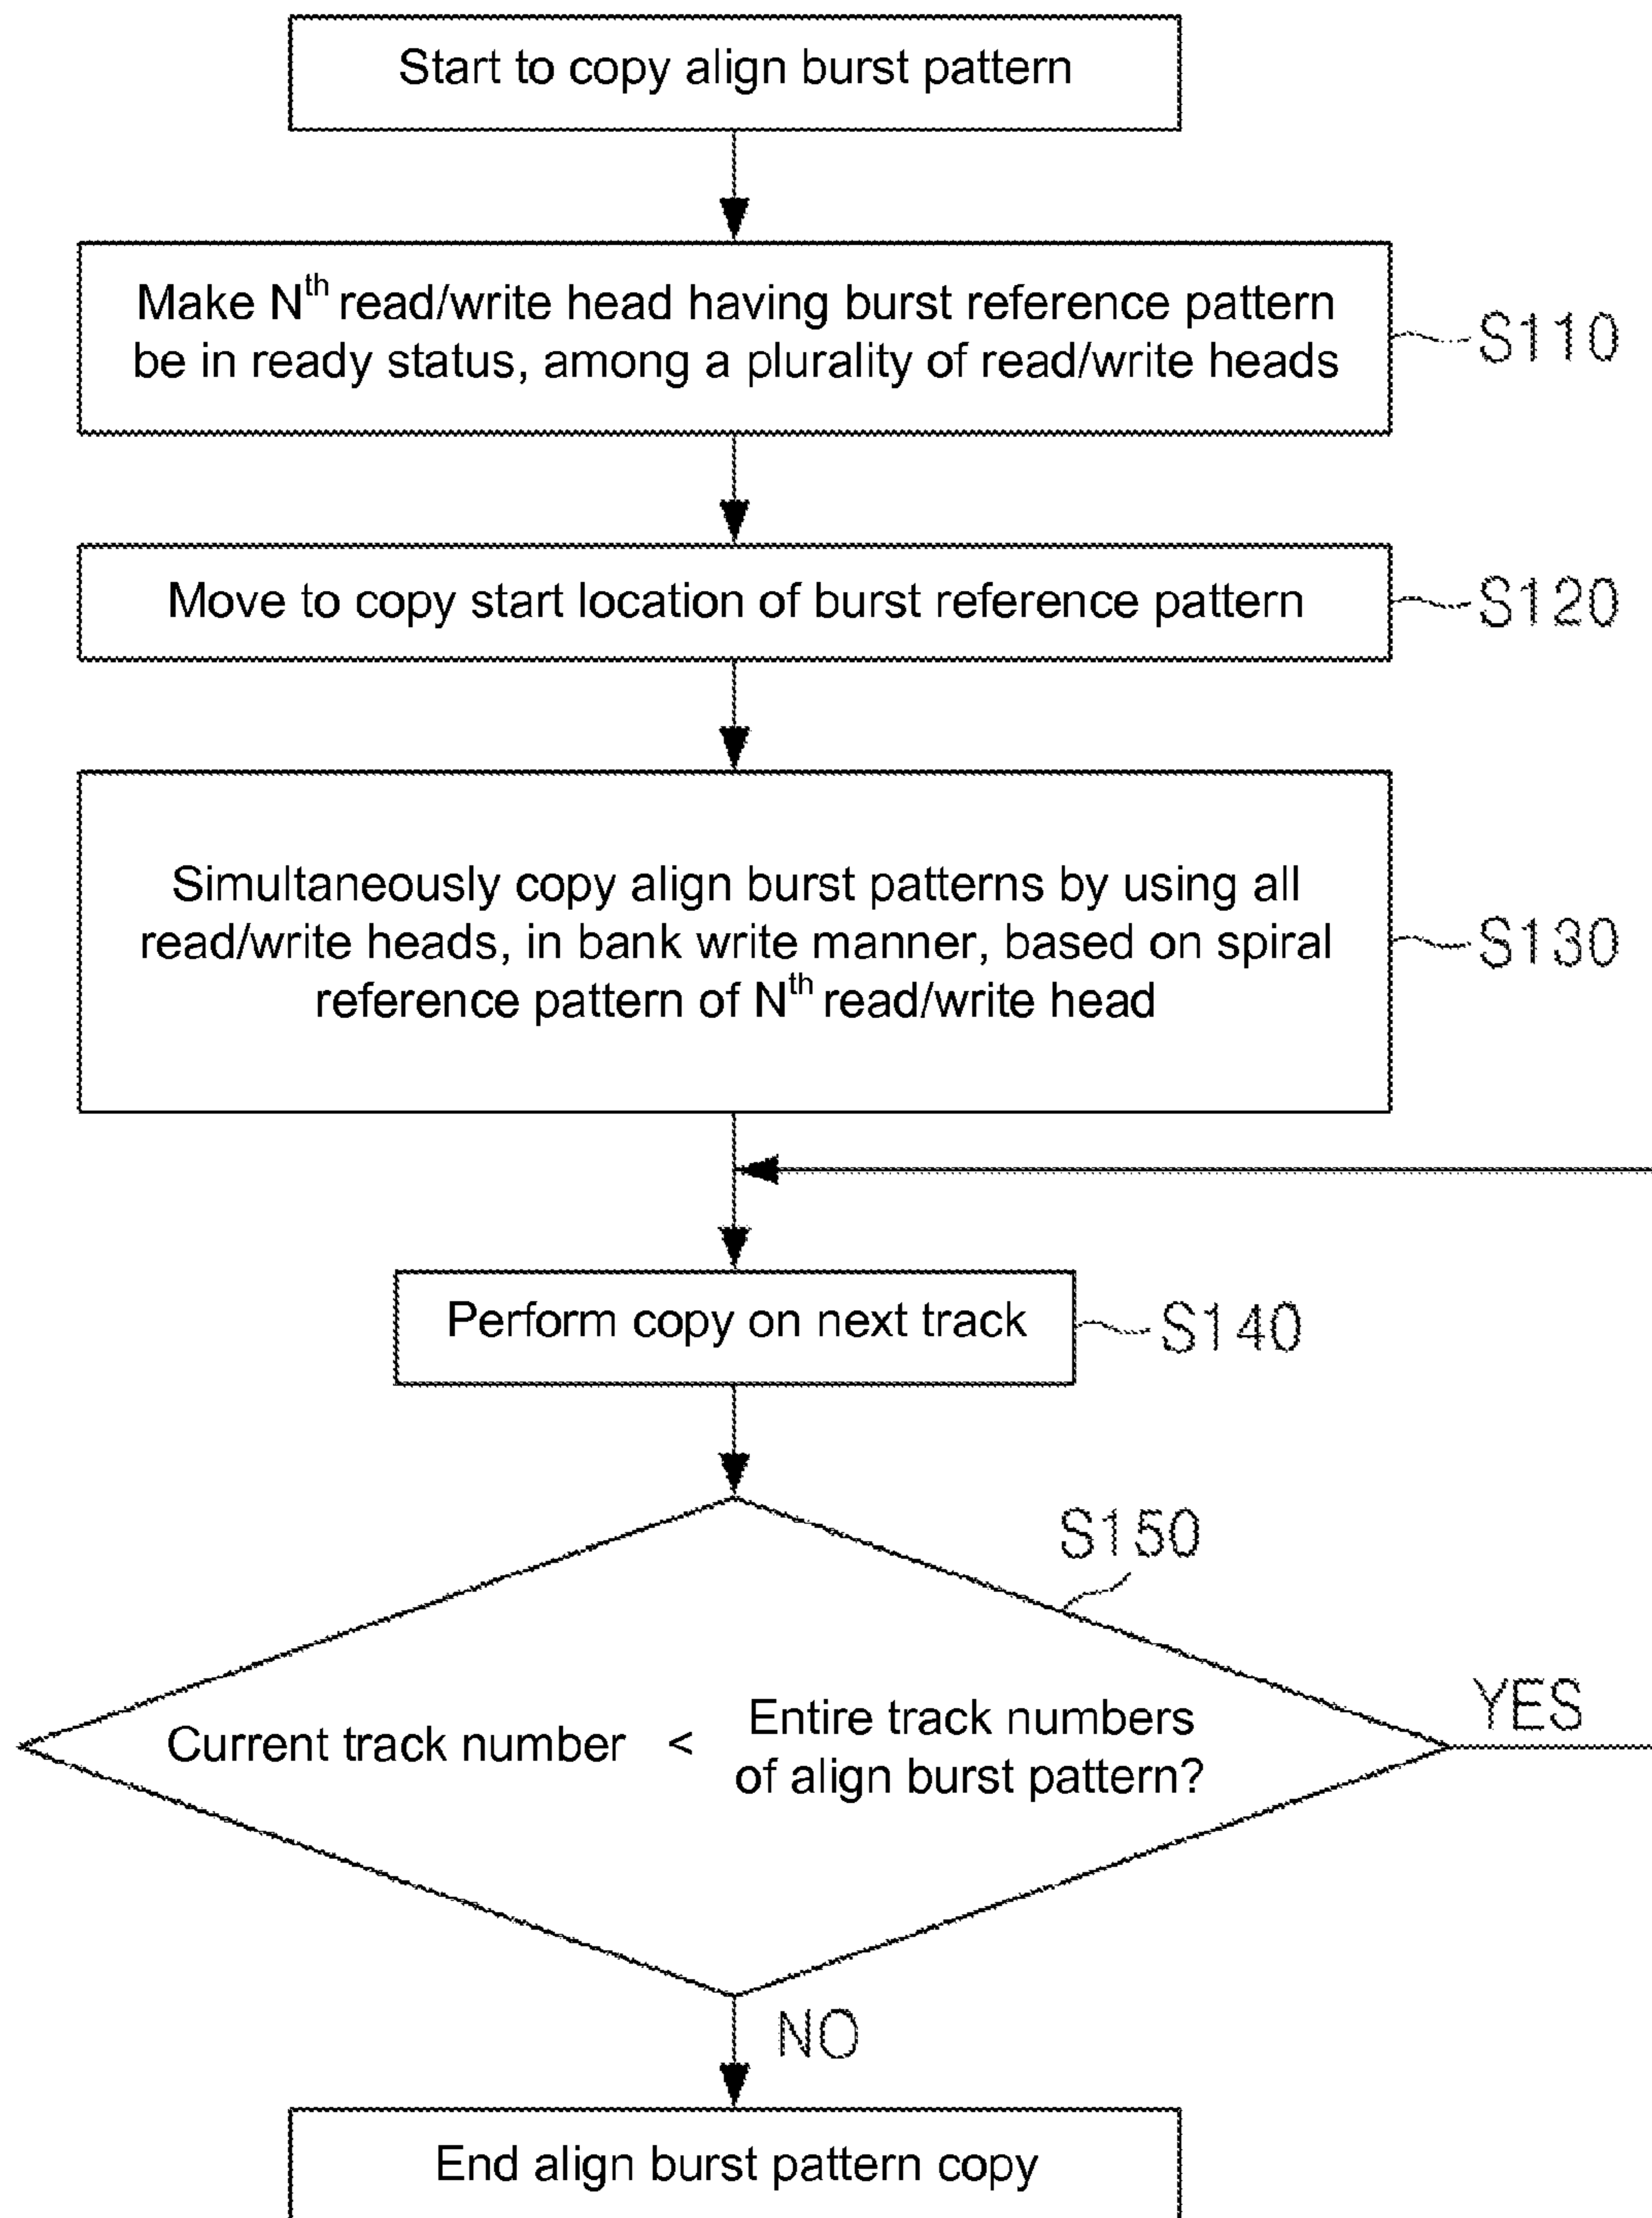 Start to copy align burst pattern
Make Nth read/write head having burst reference pattern
be in ready status, among a plurality of read/write heads
S110
Move to copy start location of burst reference pattern
S120
Simultaneously copy align burst patterns by using all
read/write heads, in bank write manner, based on spiral
reference pattern of Nth read/write head
S130
Perform copy on next track
S140
S150
Current track number < Entire track numbers
of align burst pattern?
YES
NO
End align burst pattern copy